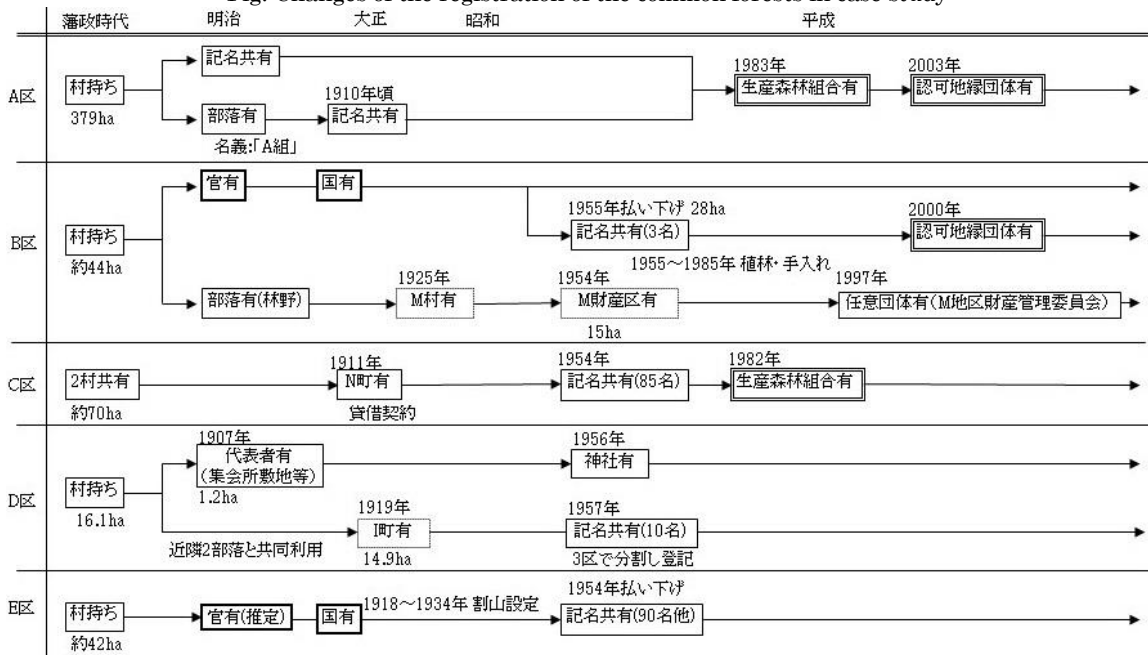 Fig. Changes of the registration of the common forests in case study
藩政時代 明治 大正 昭和 平成
A区
村持ち
379ha
記名共有
部落有
名義:「A組」
1910年頃
記名共有
1983年
生産森林組合有
2003年
認可地縁団体有
B区
村持ち
約44ha
官有
国有
1955年払い下げ 28ha
記名共有(3名)
1955～1985年 植林・手入れ
2000年
認可地縁団体有
部落有(林野)
1925年
M村有
1954年
M財産区有
15ha
1997年
任意団体有(M地区財産管理委員会)
C区
2村共有
約70ha
1911年
N町有
貸借契約
1954年
記名共有(85名)
1982年
生産森林組合有
D区
村持ち
16.1ha
1907年
代表者有
(集会所敷地等)
1.2ha
1956年
神社有
近隣2部落と共同利用
1919年
I町有
14.9ha
1957年
記名共有(10名)
3区で分割し登記
E区
村持ち
約42ha
官有(推定)
国有
1918～1934年 割山設定
1954年払い下げ
記名共有(90名他)